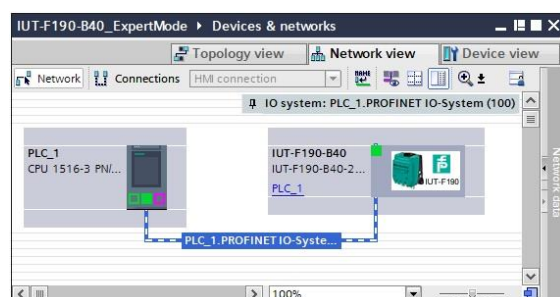 IUT-F190-B40_ExpertMode ▸ Devices & networks
Topology view Network view Device view
Network Connections HMI connection
IO system: PLC_1.PROFINET IO-System (100)
PLC_1
CPU 1516-3 PN/...
IUT-F190-B40
IUT-F190-B40-2...
PLC_1
IUT-F190
PLC_1.PROFINET IO-Syste...
Network data
100%